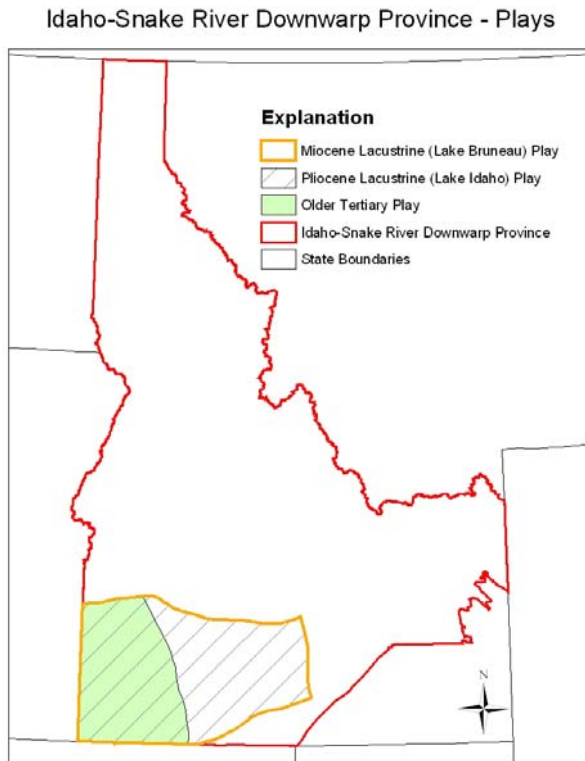 Idaho-Snake River Downwarp Province - Plays
Explanation
Miocene Lacustrine (Lake Bruneau) Play
Pliocene Lacustrine (Lake Idaho) Play
Older Tertiary Play
Idaho-Snake River Downwarp Province
State Boundaries
N